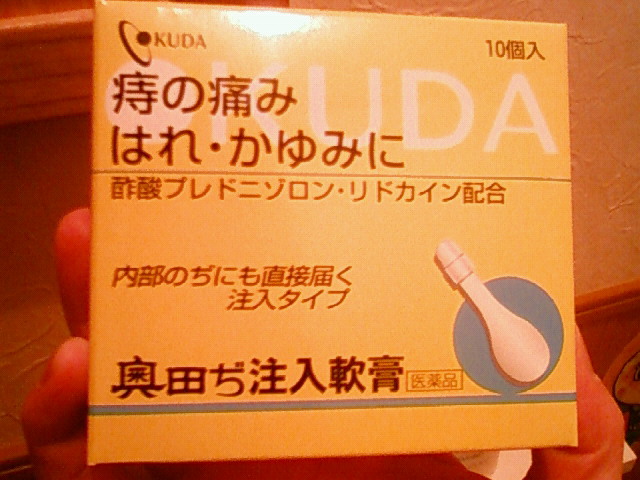 KUDA
10個入
OKUDA
痔の痛み
はれ・かゆみに
酢酸プレドニゾロン・リドカイン配合
内部のぢにも直接届く
注入タイプ
奥田ぢ注入軟膏 医薬品